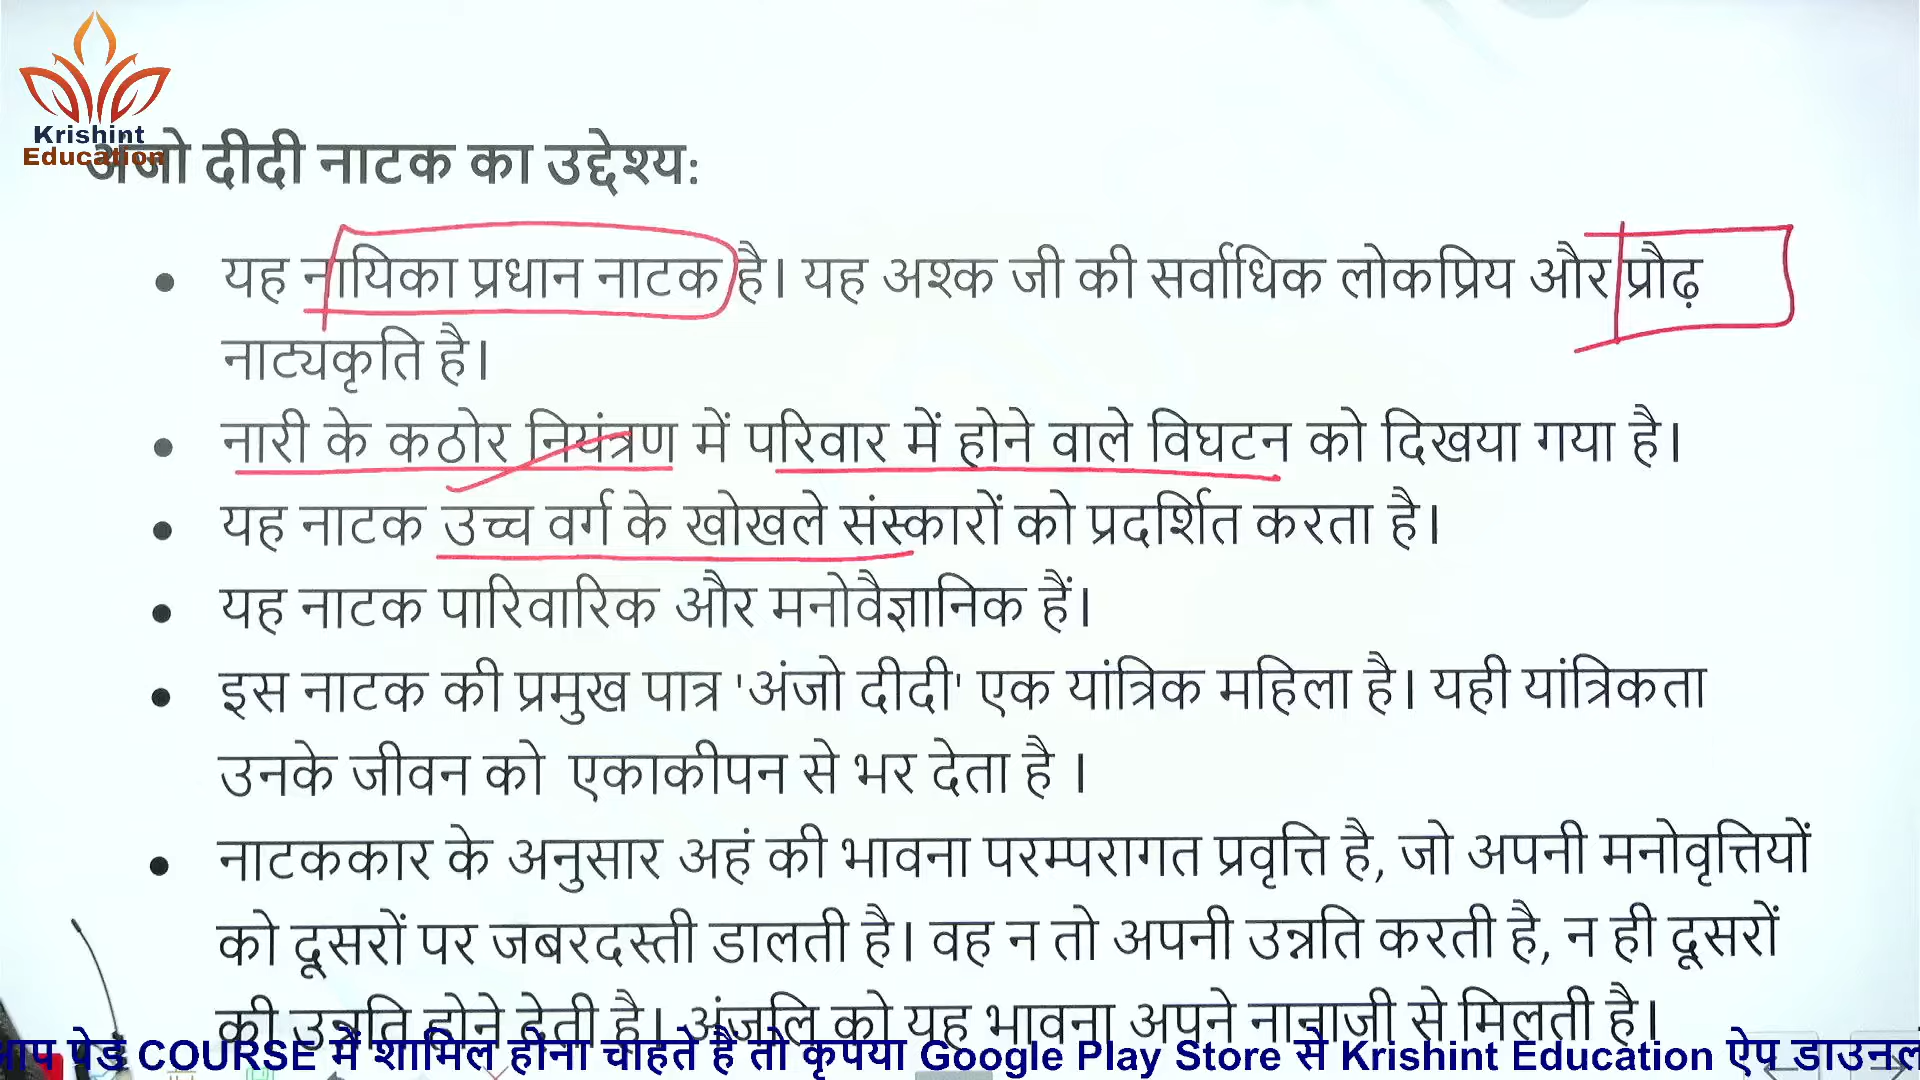 Krishint
Education
अंजो दीदी नाटक का उद्देश्य:
• यह नायिका प्रधान नाटक है। यह अश्क जी की सर्वाधिक लोकप्रिय और प्रौढ़
नाट्यकृति है।
• नारी के कठोर नियंत्रण में परिवार में होने वाले विघटन को दिखया गया है।
• यह नाटक उच्च वर्ग के खोखले संस्कारों को प्रदर्शित करता है।
• यह नाटक पारिवारिक और मनोवैज्ञानिक हैं।
• इस नाटक की प्रमुख पात्र 'अंजो दीदी' एक यांत्रिक महिला है। यही यांत्रिकता
उनके जीवन को एकाकीपन से भर देता है ।
• नाटककार के अनुसार अहं की भावना परम्परागत प्रवृत्ति है, जो अपनी मनोवृत्तियों
को दूसरों पर जबरदस्ती डालती है। वह न तो अपनी उन्नति करती है, न ही दूसरों
की उन्नति होने देती है। अंजलि को यह भावना अपने नानाजी से मिलती है।
आप पेड COURSE में शामिल होना चाहते हैं तो कृपया Google Play Store से Krishint Education ऐप डाउनल